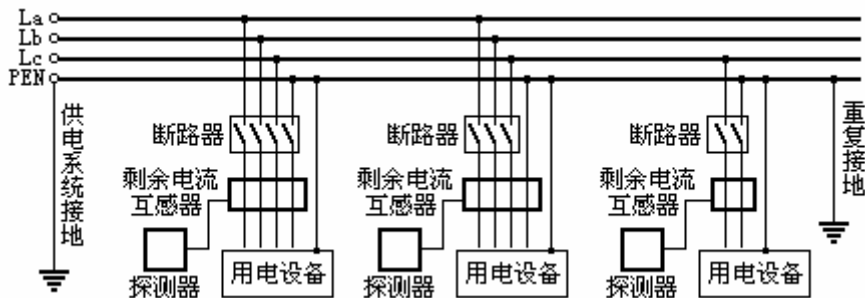 La
Lb
Lc
PEN
供电系统接地
断路器
剩余电流
互感器
探测器
用电设备
断路器
剩余电流
互感器
探测器
用电设备
断路器
剩余电流
互感器
探测器
用电设备
重复接地